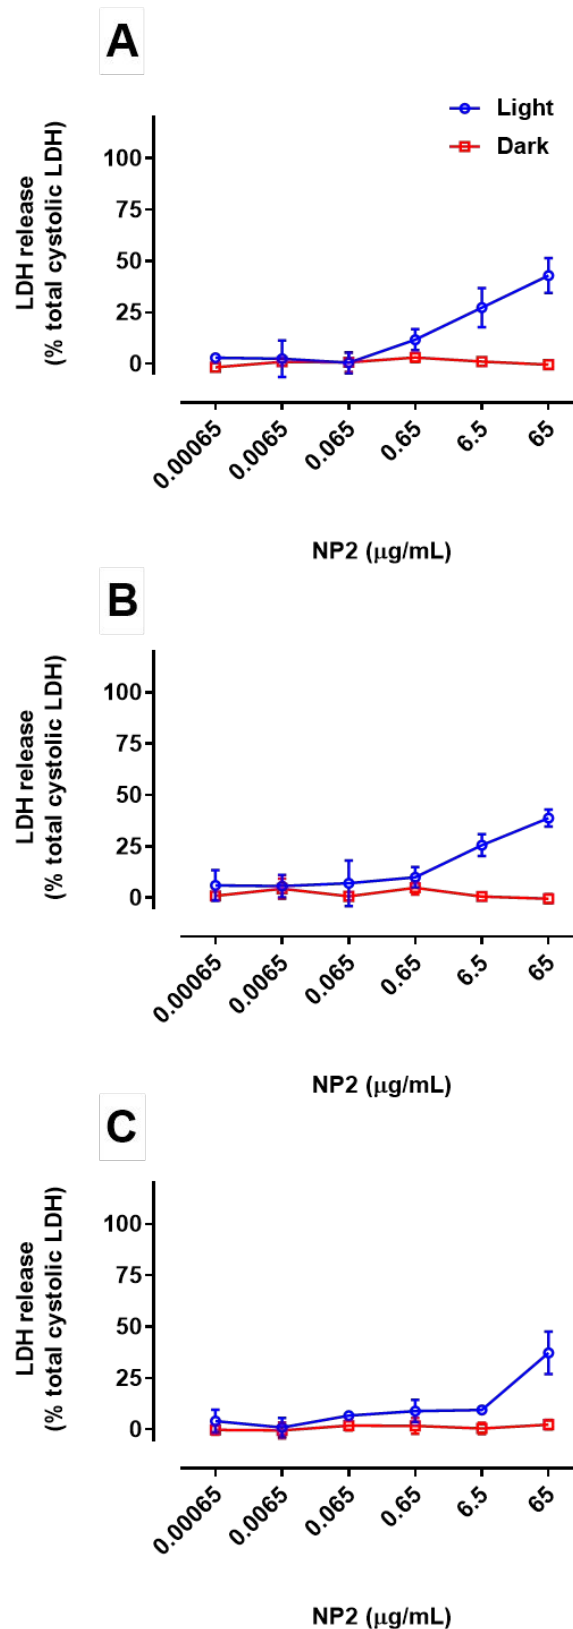 A
Light
Dark
LDH release
(% total cystolic LDH)
100
75
50
25
0
0.00065
0.0065
0.065
0.65
6.5
65
NP2 (μg/mL)
B
LDH release
(% total cystolic LDH)
100
75
50
25
0
0.00065
0.0065
0.065
0.65
6.5
65
NP2 (μg/mL)
C
LDH release
(% total cystolic LDH)
100
75
50
25
0
0.00065
0.0065
0.065
0.65
6.5
65
NP2 (μg/mL)